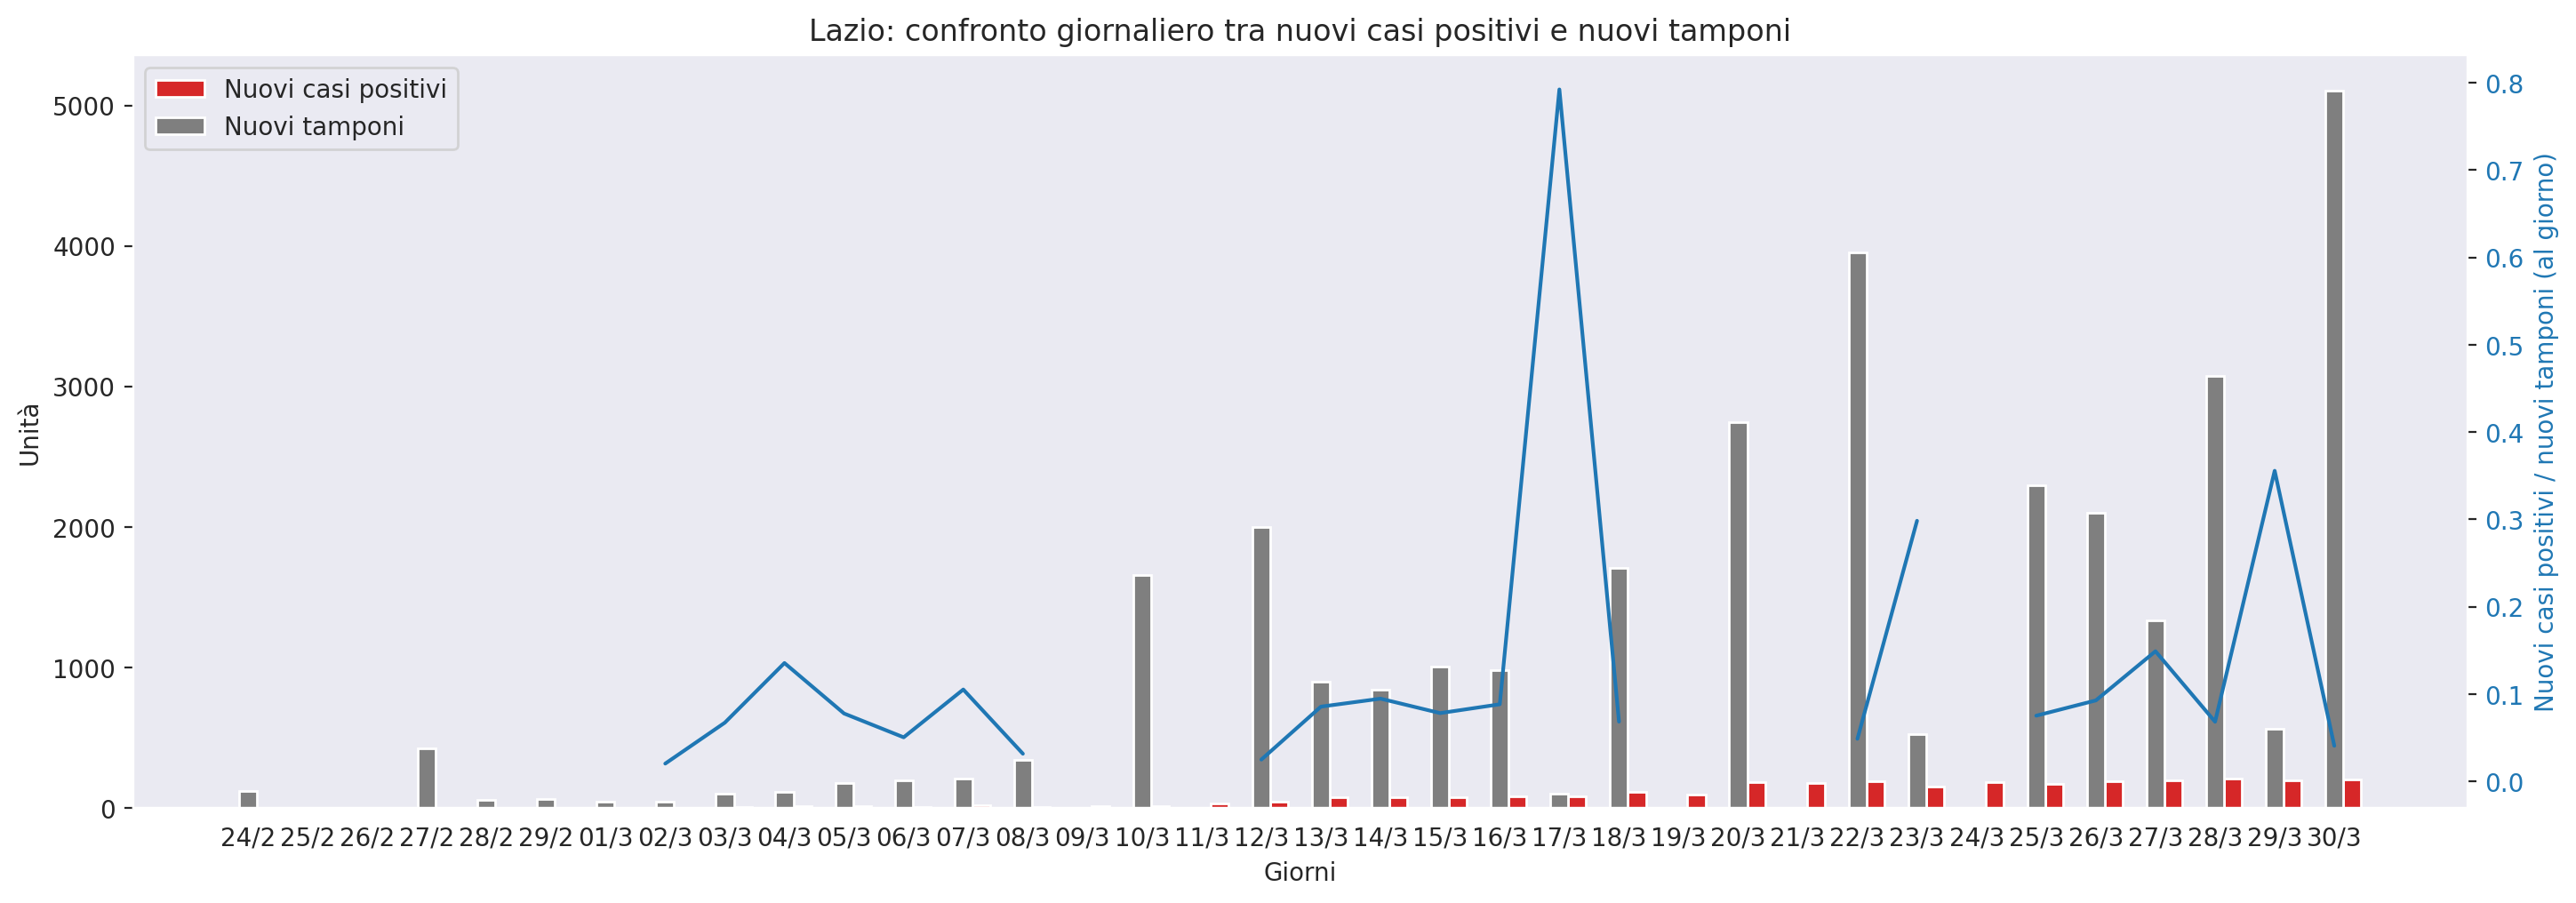 Lazio: confronto giornaliero tra nuovi casi positivi e nuovi tamponi
Nuovi casi positivi
Nuovi tamponi
5000
4000
3000
2000
1000
0
Unità
0.8
0.7
0.6
0.5
0.4
0.3
0.2
0.1
0.0
Nuovi casi positivi / nuovi tamponi (al giorno)
24/2 25/2 26/2 27/2 28/2 29/2 01/3 02/3 03/3 04/3 05/3 06/3 07/3 08/3 09/3 10/3 11/3 12/3 13/3 14/3 15/3 16/3 17/3 18/3 19/3 20/3 21/3 22/3 23/3 24/3 25/3 26/3 27/3 28/3 29/3 30/3
Giorni